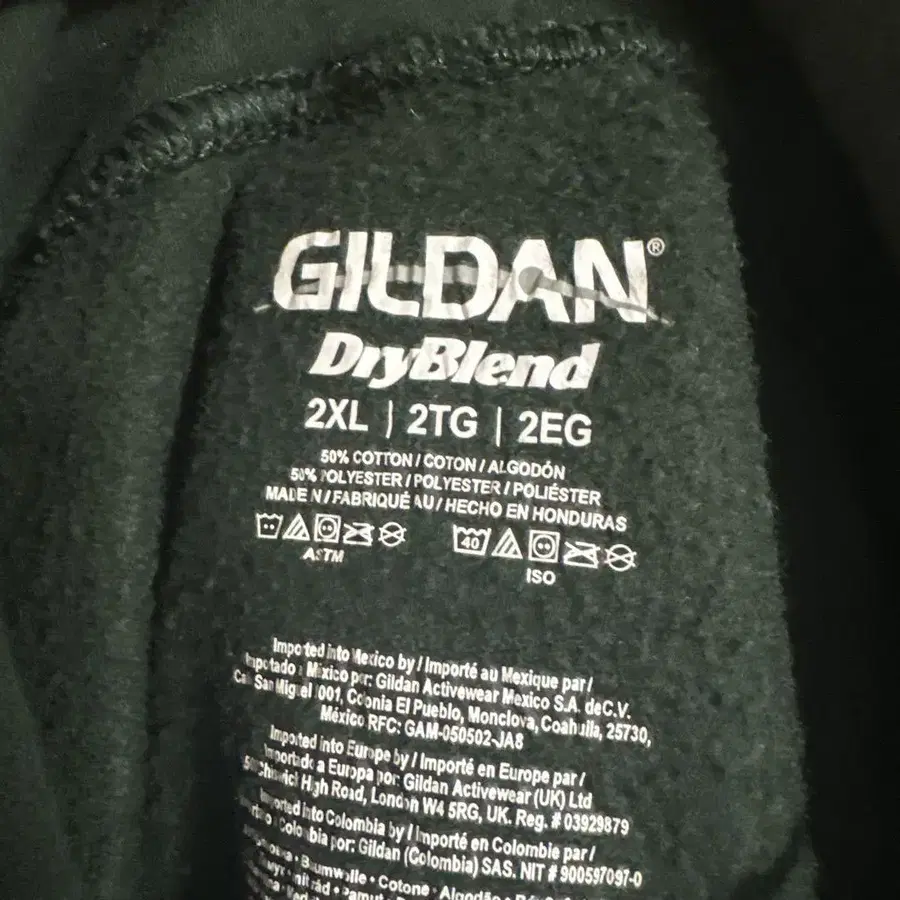 GILDAN®
DryBlend
2XL | 2TG | 2EG
50% COTTON / COTON / ALGODÓN
50% POLYESTER / POLYESTER / POLIÉSTER
MADE IN / FABRIQUÉ AU / HECHO EN HONDURAS
40
ASTM
ISO
Imported into Mexico by / Importé au Mexique par /
Importado a México por: Gildan Activewear Mexico S.A. de C.V.
San Miguel 1001, Colonia El Pueblo, Monclova, Coahuila, 25730,
México RFC: GAM-050502-JA8
Imported into Europe by / Importé en Europe par /
Importado a Europa por: Gildan Activewear (UK) Ltd
Chiswick High Road, London W4 5RG, UK. Reg. # 03929879
Imported into Colombia by / Importé en Colombie par /
Colombia por: Gildan (Colombia) SAS. NIT # 900597097-0
Baumwolle • Cotone • Algodão •